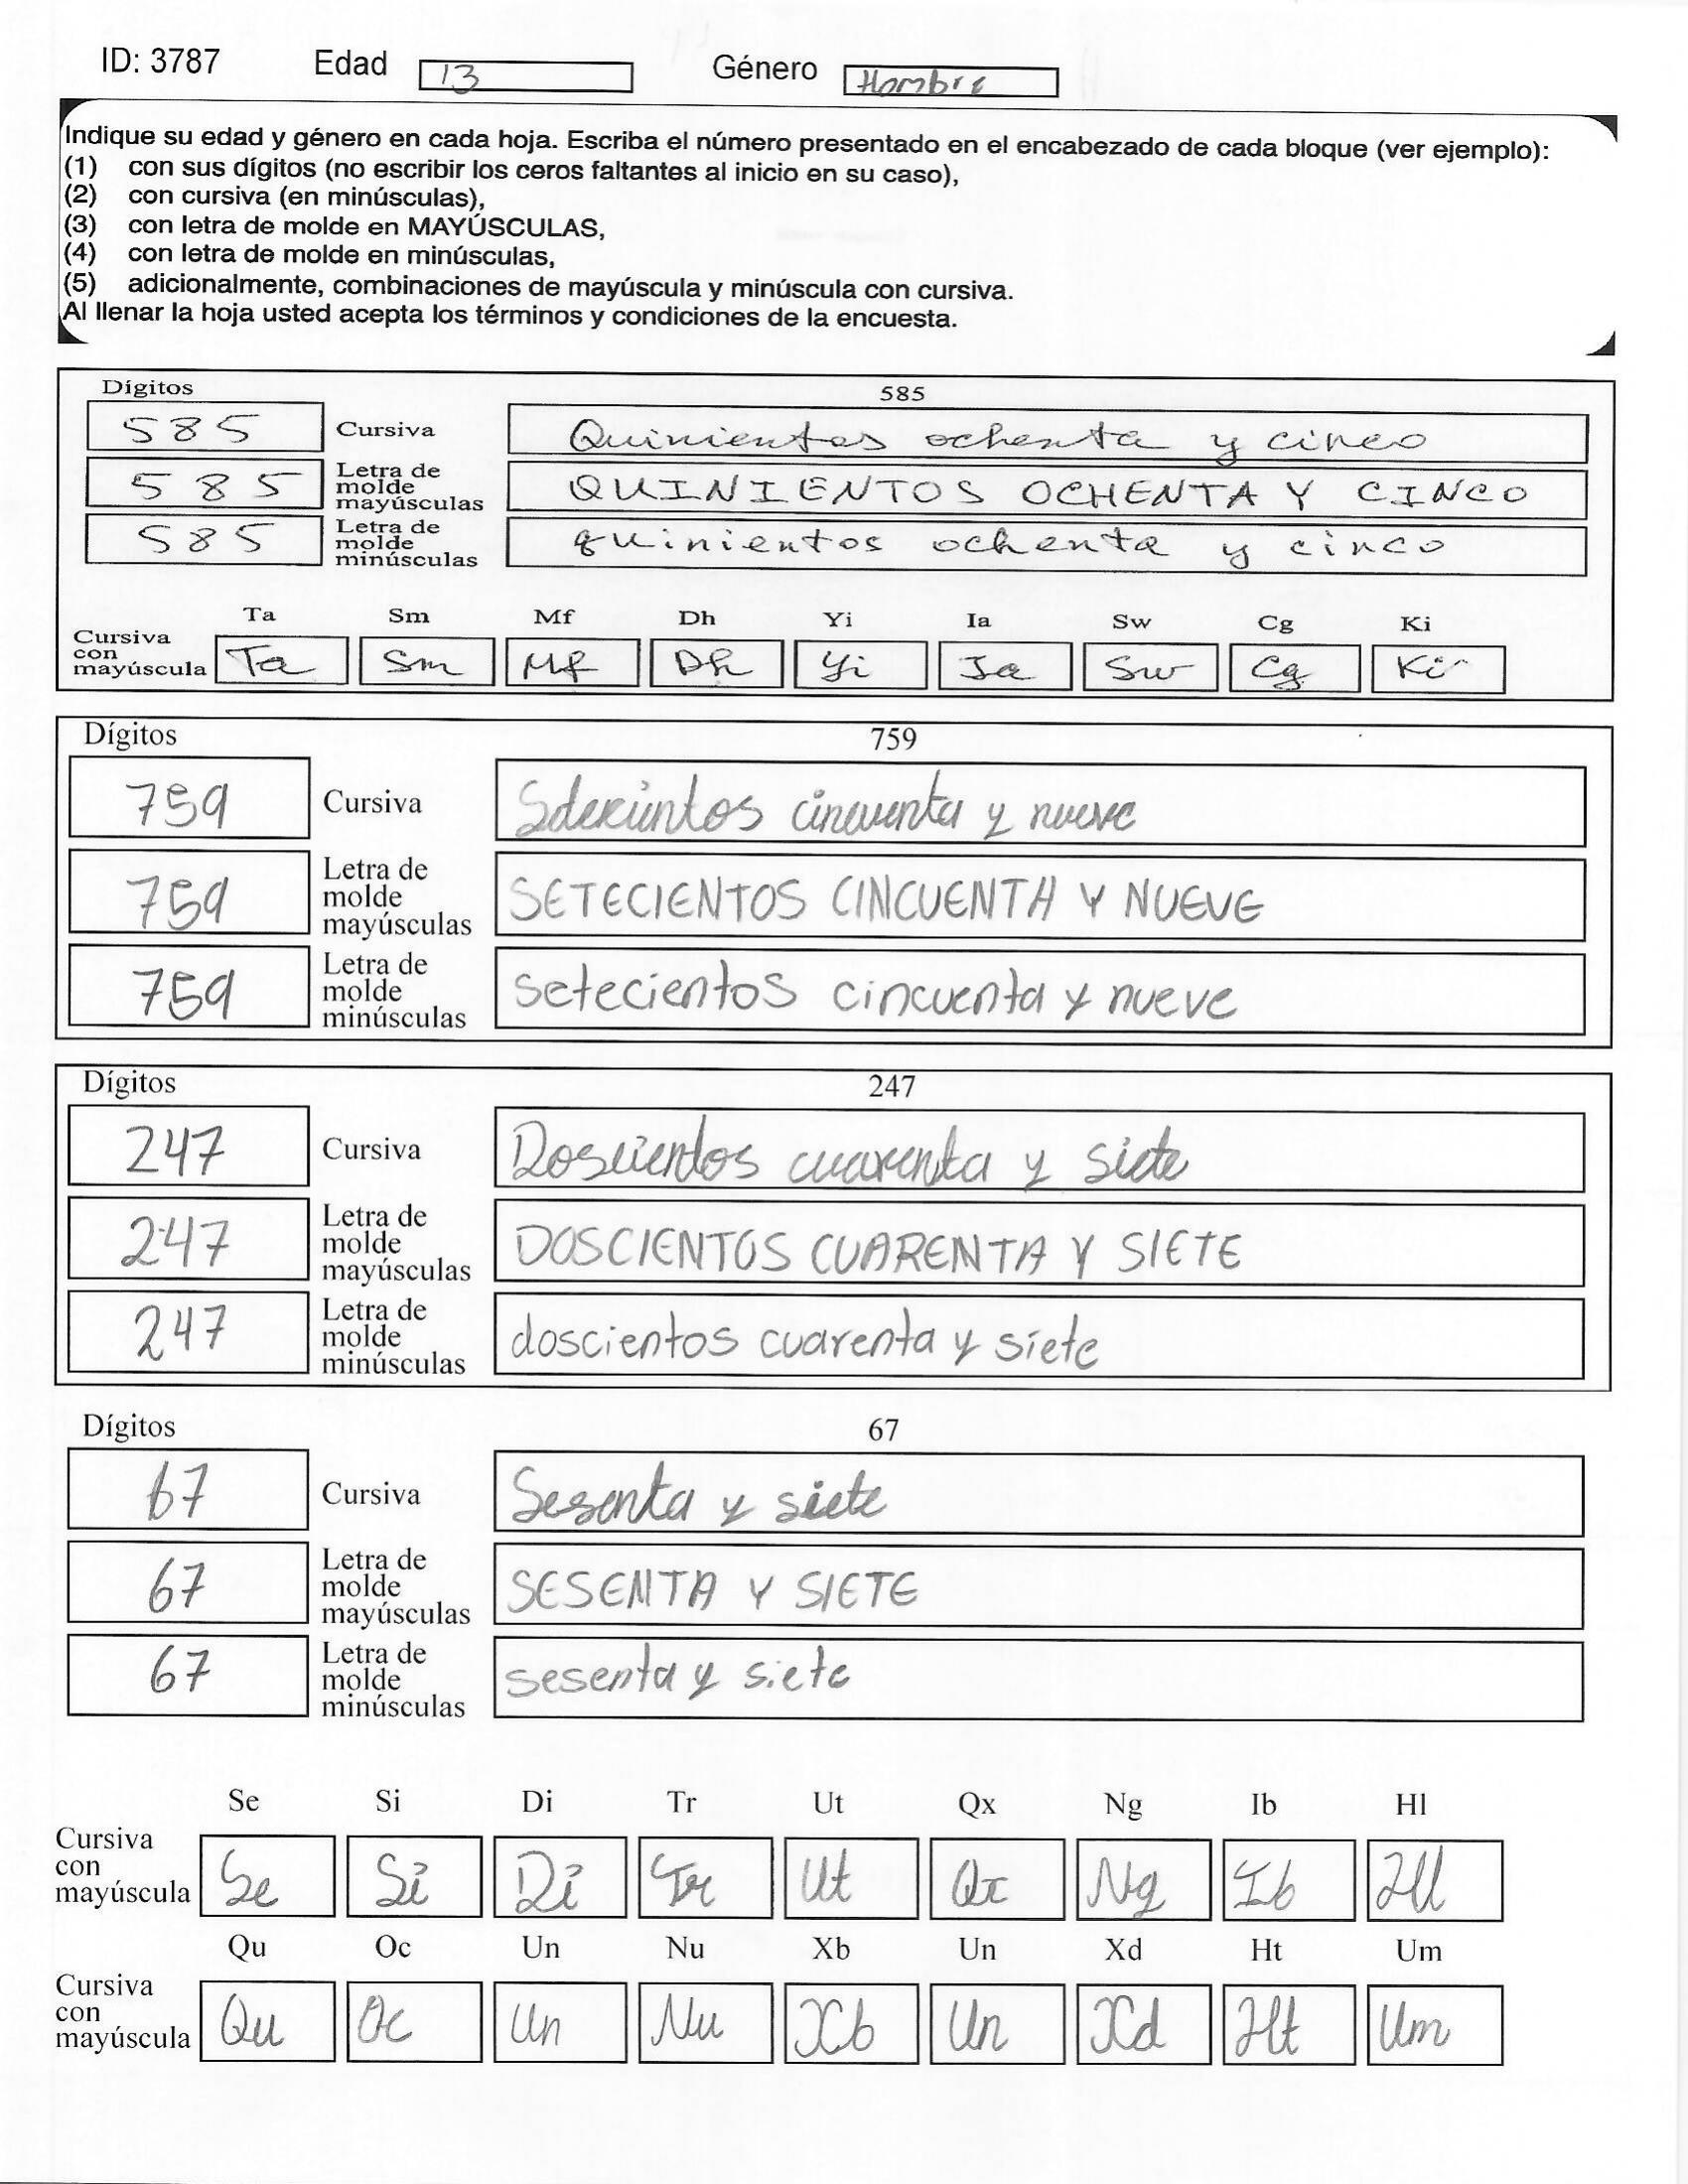 ID: 3787 Edad 13 Género Hombre
Indique su edad y género en cada hoja. Escriba el número presentado en el encabezado de cada bloque (ver ejemplo):
(1) con sus dígitos (no escribir los ceros faltantes al inicio en su caso),
(2) con cursiva (en minúsculas),
(3) con letra de molde en MAYÚSCULAS,
(4) con letra de molde en minúsculas,
(5) adicionalmente, combinaciones de mayúscula y minúscula con cursiva.
Al llenar la hoja usted acepta los términos y condiciones de la encuesta.
Dígitos 585
585 Cursiva Quinientos ochenta y cinco
585 Letra de molde mayúsculas QUINIENTOS OCHENTA Y CINCO
585 Letra de molde minúsculas quinientos ochenta y cinco
Ta Sm Mf Dh Yi Ia Sw Cg Ki
Cursiva con mayúscula Ta Sm Mf Dh Yi Ia Sw Cg Ki
Dígitos 759
759 Cursiva Setecientos cincuenta y nueve
759 Letra de molde mayúsculas SETECIENTOS CINCUENTA Y NUEVE
759 Letra de molde minúsculas setecientos cincuenta y nueve
Dígitos 247
247 Cursiva Doscientos cuarenta y siete
247 Letra de molde mayúsculas DOSCIENTOS CUARENTA Y SIETE
247 Letra de molde minúsculas doscientos cuarenta y siete
Dígitos 67
67 Cursiva Sesenta y siete
67 Letra de molde mayúsculas SESENTA Y SIETE
67 Letra de molde minúsculas sesenta y siete
Se Si Di Tr Ut Qx Ng Ib Hl
Cursiva con mayúscula Se Si Di Tr Ut Qx Ng Ib Hl
Qu Oc Un Nu Xb Un Xd Ht Um
Cursiva con mayúscula Qu Oc Un Nu Xb Un Xd Ht Um